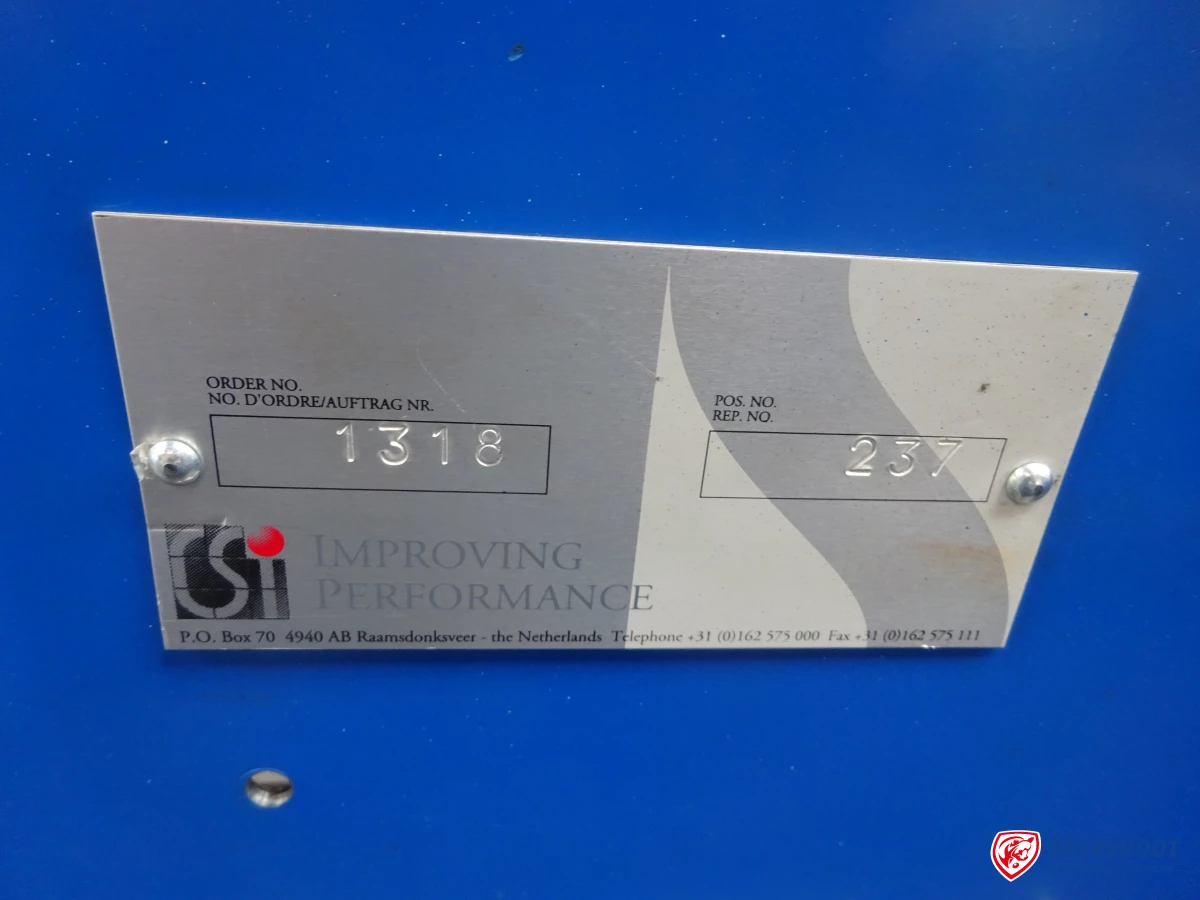 ORDER NO.
NO. D'ORDRE/AUFTRAG NR.
1318
POS. NO.
REP. NO.
237
CSi
IMPROVING
PERFORMANCE
P.O. Box 70 4940 AB Raamsdonksveer - the Netherlands Telephone +31 (0)162 575 000 Fax +31 (0)162 575 111